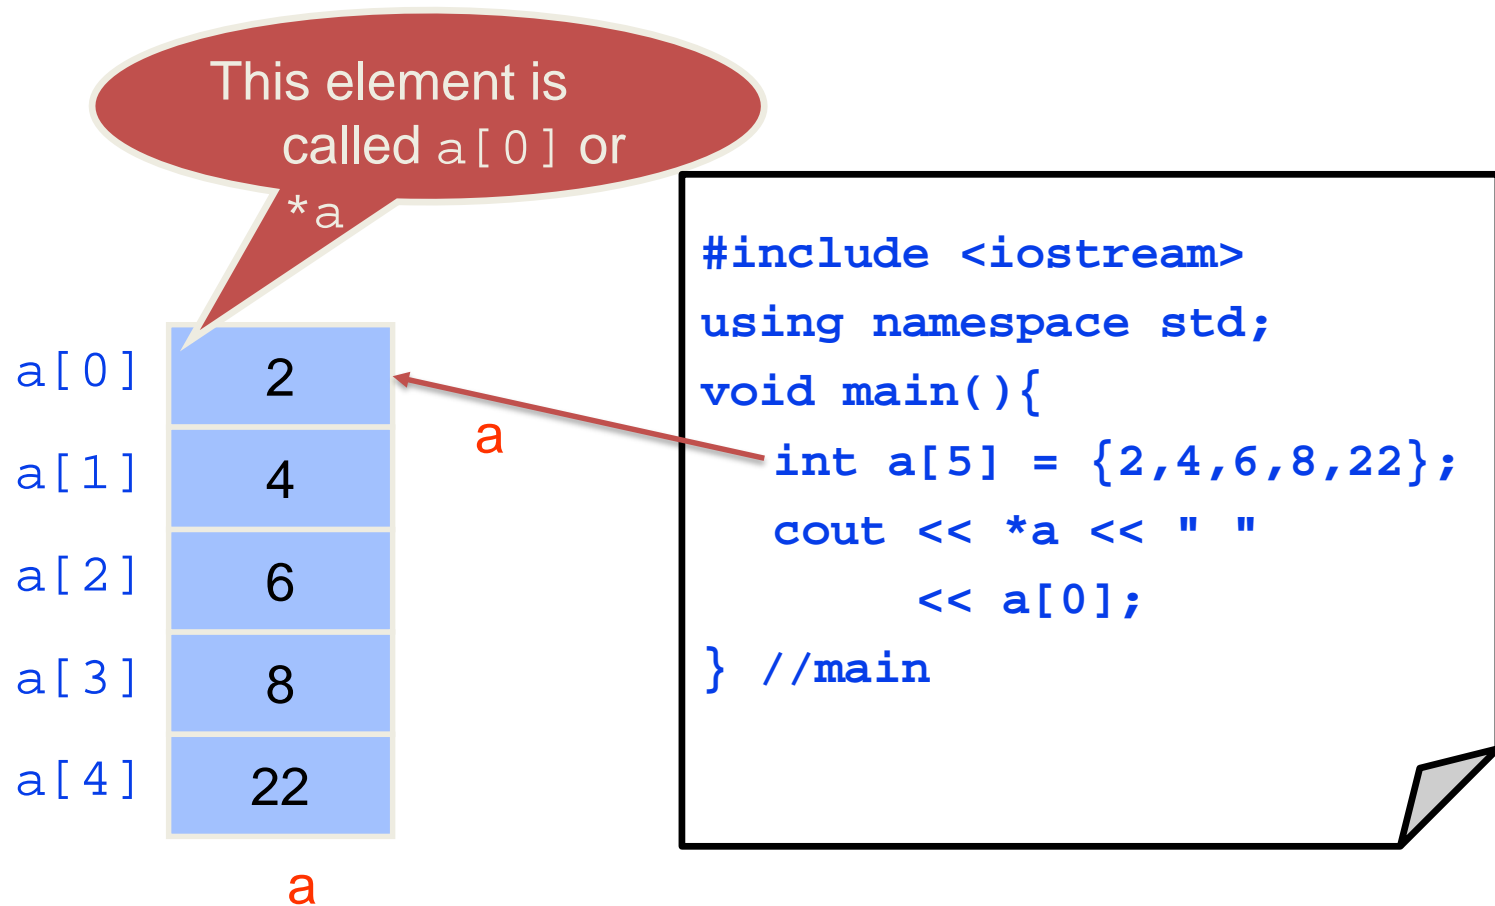 This element is
called a[0] or
*a
#include <iostream>
using namespace std;
void main(){
int a[5] = {2,4,6,8,22};
cout << *a << " "
<< a[0];
} //main
a[0] 2
a
a[1] 4
a[2] 6
a[3] 8
a[4] 22
a